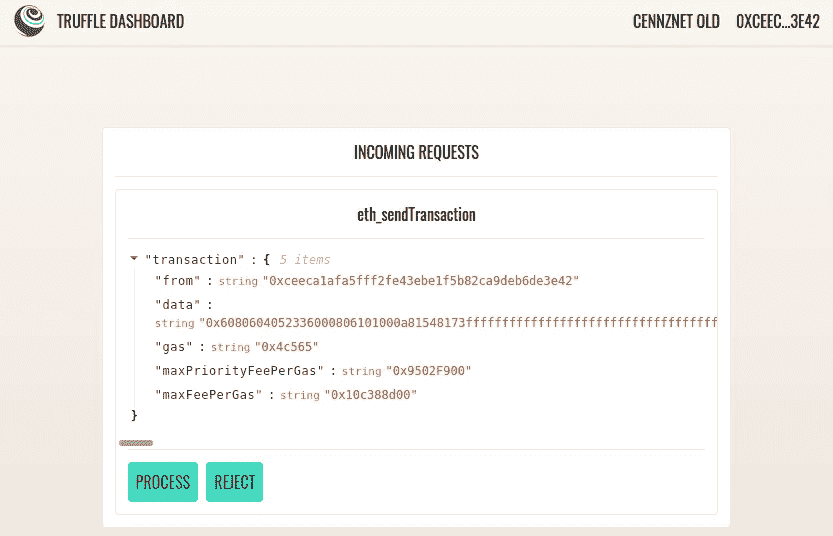 TRUFFLE DASHBOARD
CENNZNET OLD 0XCEEC...3E42
INCOMING REQUESTS
eth_sendTransaction
"transaction" : { 5 items
"from" : string "0xceeca1afa5fff2fe43ebe1f5b82ca9deb6de3e42"
"data" :
string "0x6080604052336000806101000a81548173ffffffffffffffffffffffffffffffffffff
"gas" : string "0x4c565"
"maxPriorityFeePerGas" : string "0x9502F900"
"maxFeePerGas" : string "0x10c388d00"
}
PROCESS
REJECT